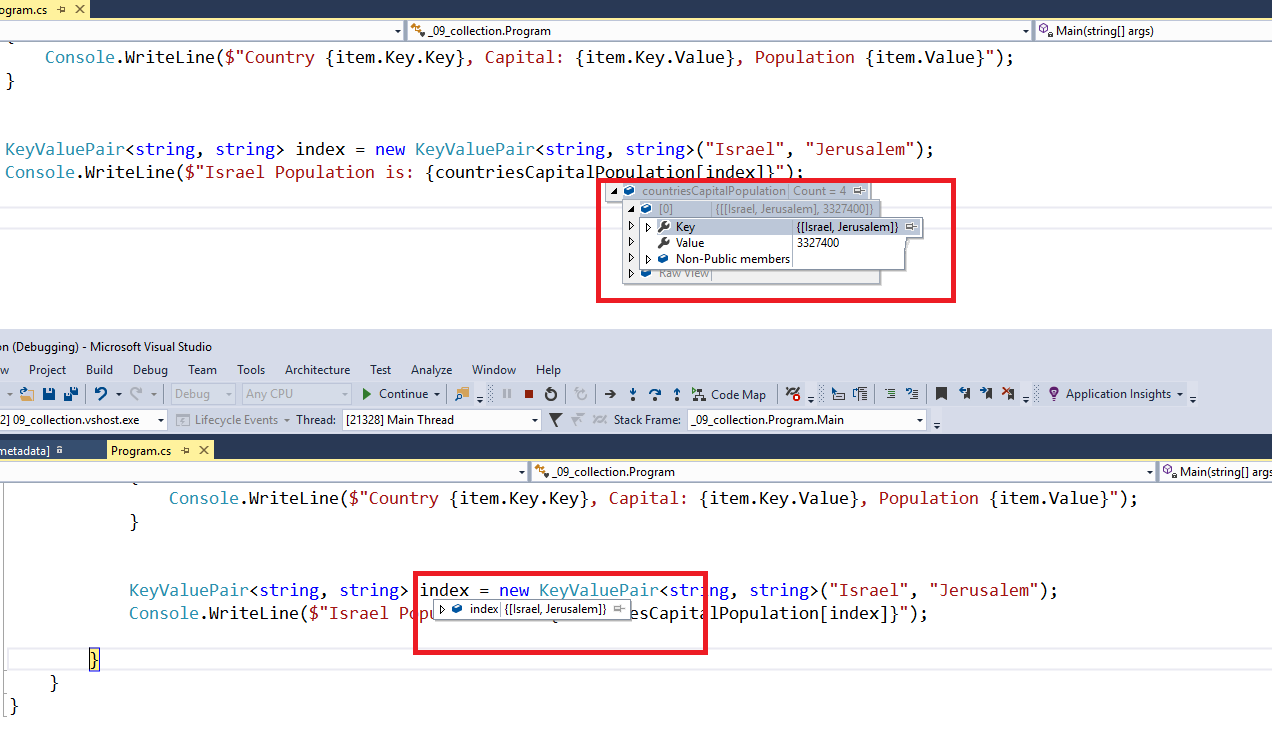 ogram.cs
_09_collection.Program Main(string[] args)
{
Console.WriteLine($"Country {item.Key.Key}, Capital: {item.Key.Value}, Population {item.Value}");
}
KeyValuePair<string, string> index = new KeyValuePair<string, string>("Israel", "Jerusalem");
Console.WriteLine($"Israel Population is: {countriesCapitalPopulation[index]}");
countriesCapitalPopulation Count = 4
[0] {[[Israel, Jerusalem], 3327400]}
Key {[Israel, Jerusalem]}
Value 3327400
Non-Public members
Raw View
on (Debugging) - Microsoft Visual Studio
w Project Build Debug Team Tools Architecture Test Analyze Window Help
Debug Any CPU Continue Code Map Application Insights
2] 09_collection.vshost.exe Lifecycle Events Thread: [21328] Main Thread Stack Frame: _09_collection.Program.Main
metadata] Program.cs
_09_collection.Program Main(string[] args
Console.WriteLine($"Country {item.Key.Key}, Capital: {item.Key.Value}, Population {item.Value}");
}
KeyValuePair<string, string> index = new KeyValuePair<string, string>("Israel", "Jerusalem");
Console.WriteLine($"Israel Popu esCapitalPopulation[index]}");
index {[Israel, Jerusalem]}
}
}
}